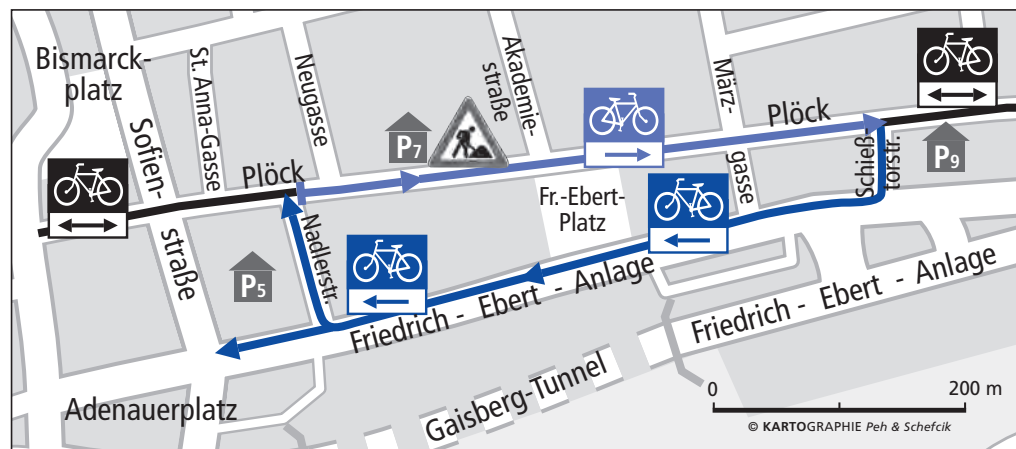 Bismarck-
platz
Sofien-
straße
St. Anna-Gasse
Neugasse
Akademie-
straße
März-
gasse
P7
Plöck
Plöck
Schieß-
torstr.
P9
Fr.-Ebert-
Platz
Nadlerstr.
P5
Friedrich - Ebert - Anlage
Friedrich - Ebert - Anlage
Adenauerplatz
Gaisberg-Tunnel
0 200 m
© KARTOGRAPHIE Peh & Schefcik